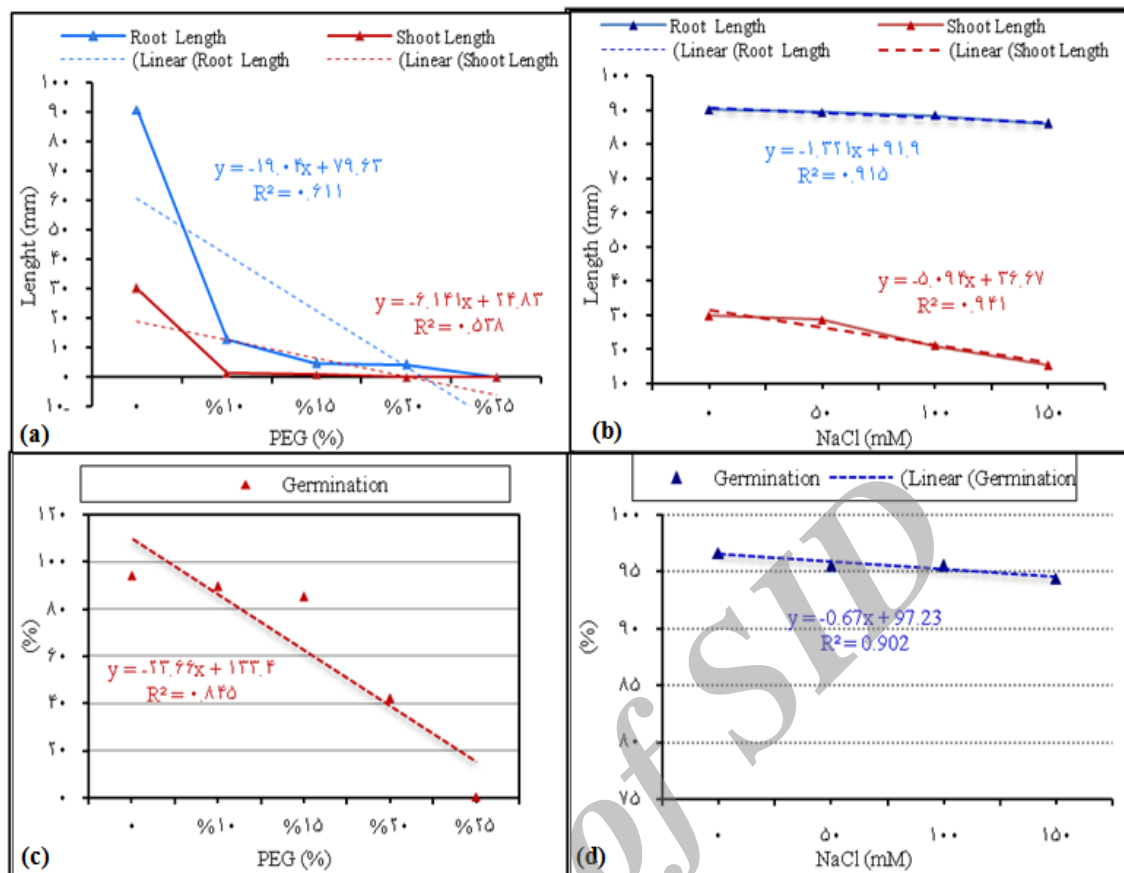 Root Length
Shoot Length
(Linear (Root Length
(Linear (Shoot Length
۱۰۰
۹۰
۸۰
۷۰
۶۰
۵۰
۴۰
۳۰
۲۰
۱۰
۰
۱۰-
Lenght (mm)
y = -۱۹.۰۴x + ۷۹.۶۳
R² = ۰.۶۱۱
y = -۶.۱۴۱x + ۲۴.۸۳
R² = ۰.۵۳۸
۰
%۱۰
%۱۵
%۲۰
%۲۵
PEG (%)
(a)
Root Length
Shoot Length
(Linear (Root Length
(Linear (Shoot Length
۱۰۰
۹۰
۸۰
۷۰
۶۰
۵۰
۴۰
۳۰
۲۰
۱۰
Length (mm)
y = -۱.۳۲۱x + ۹۱.۹
R² = ۰.۹۱۵
y = -۵.۰۹۴x + ۳۶.۶۷
R² = ۰.۹۴۱
۰
۵۰
۱۰۰
۱۵۰
NaCl (mM)
(b)
Germination
۱۲۰
۱۰۰
۸۰
۶۰
۴۰
۲۰
۰
(%)
y = -۲۳.۶۶x + ۱۳۳.۴
R² = ۰.۸۴۵
۰
%۱۰
%۱۵
%۲۰
%۲۵
PEG (%)
(c)
Germination
(Linear (Germination
۱۰۰
۹۵
۹۰
۸۵
۸۰
۷۵
(%)
y = -0.67x + 97.23
R² = 0.902
۰
۵۰
۱۰۰
۱۵۰
NaCl (mM)
(d)
of SID